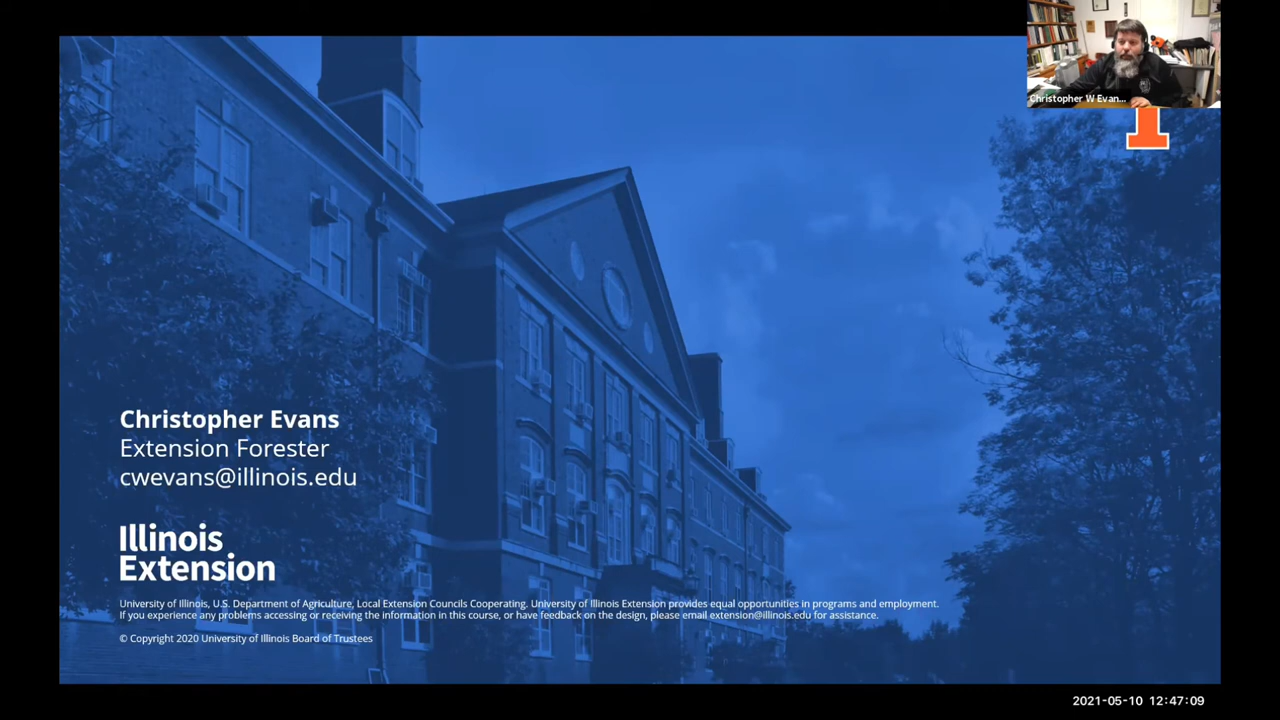 Christopher W Evan...
Christopher Evans
Extension Forester
cwevans@illinois.edu
Illinois
Extension
University of Illinois, U.S. Department of Agriculture, Local Extension Councils Cooperating. University of Illinois Extension provides equal opportunities in programs and employment.
If you experience any problems accessing or receiving the information in this course, or have feedback on the design, please email extension@illinois.edu for assistance.
© Copyright 2020 University of Illinois Board of Trustees
2021-05-10 12:47:09